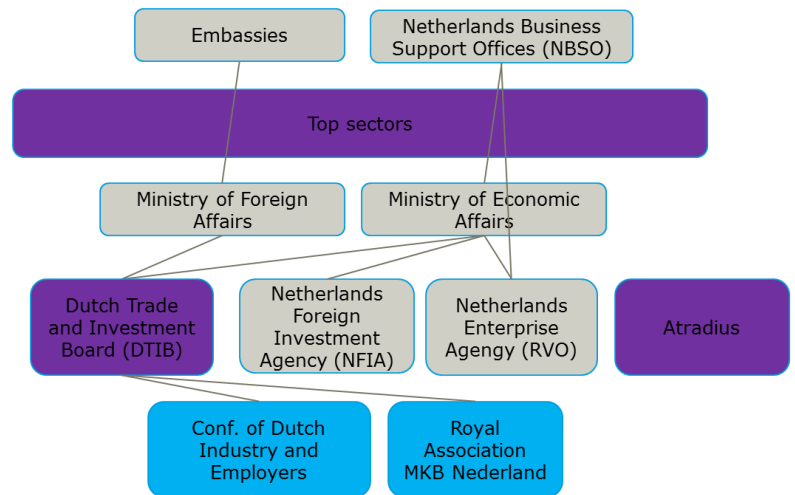 Embassies
Netherlands Business
Support Offices (NBSO)
Top sectors
Ministry of Foreign
Affairs
Ministry of Economic
Affairs
Dutch Trade
and Investment
Board (DTIB)
Netherlands
Foreign
Investment
Agency (NFIA)
Netherlands
Enterprise
Agengy (RVO)
Atradius
Conf. of Dutch
Industry and
Employers
Royal
Association
MKB Nederland